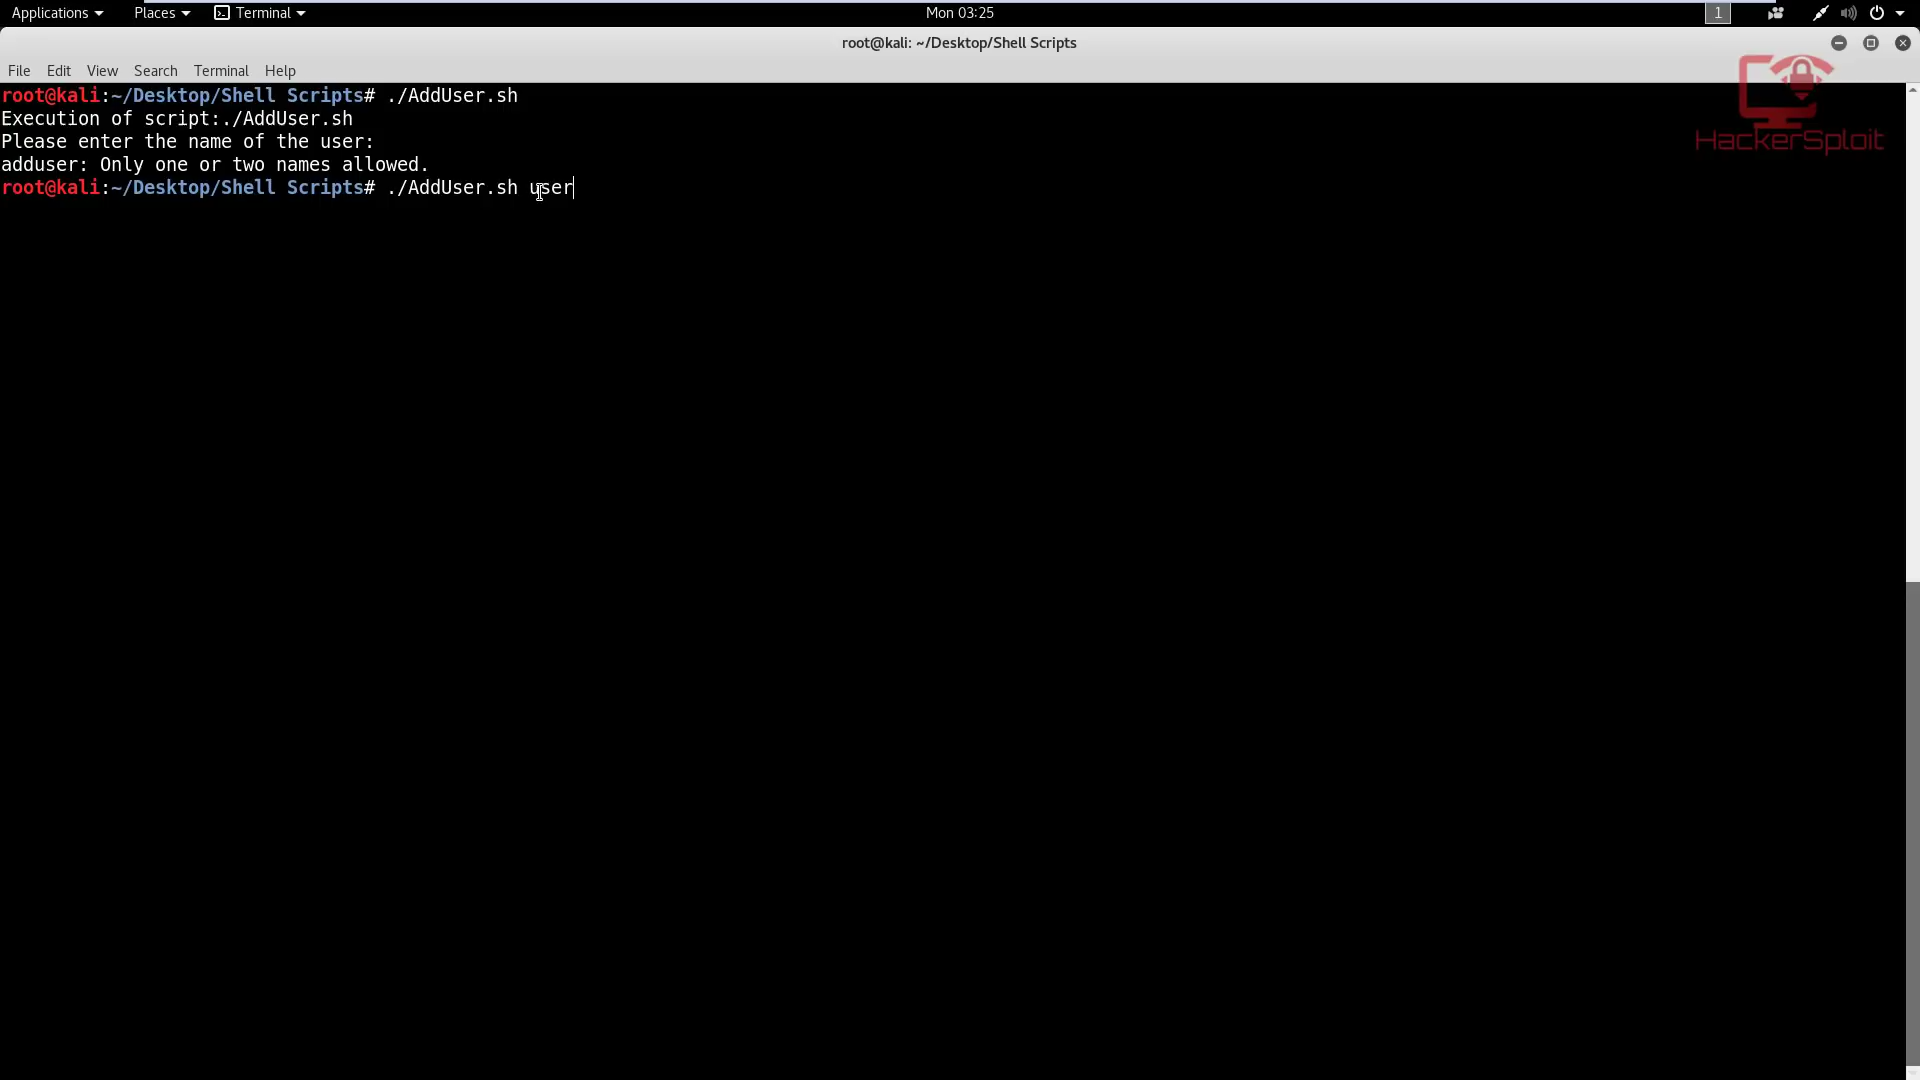 Applications Places Terminal Mon 03:25 1
root@kali: ~/Desktop/Shell Scripts
File Edit View Search Terminal Help
root@kali:~/Desktop/Shell Scripts# ./AddUser.sh
Execution of script:./AddUser.sh
Please enter the name of the user:
adduser: Only one or two names allowed.
root@kali:~/Desktop/Shell Scripts# ./AddUser.sh user
HackerSploit